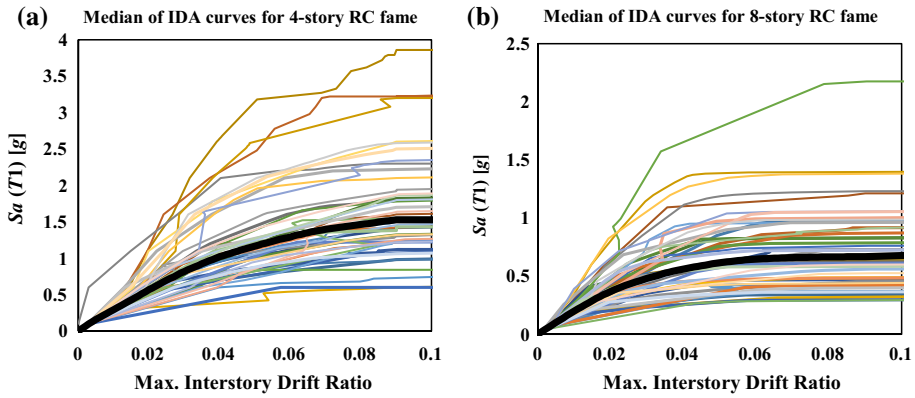 (a)
Median of IDA curves for 4-story RC fame
4
3.5
3
2.5
2
1.5
1
0.5
0
Sa (T1) [g]
0 0.02 0.04 0.06 0.08 0.1
Max. Interstory Drift Ratio
(b)
Median of IDA curves for 8-story RC fame
2.5
2
1.5
1
0.5
0
Sa (T1) [g]
0 0.02 0.04 0.06 0.08 0.1
Max. Interstory Drift Ratio